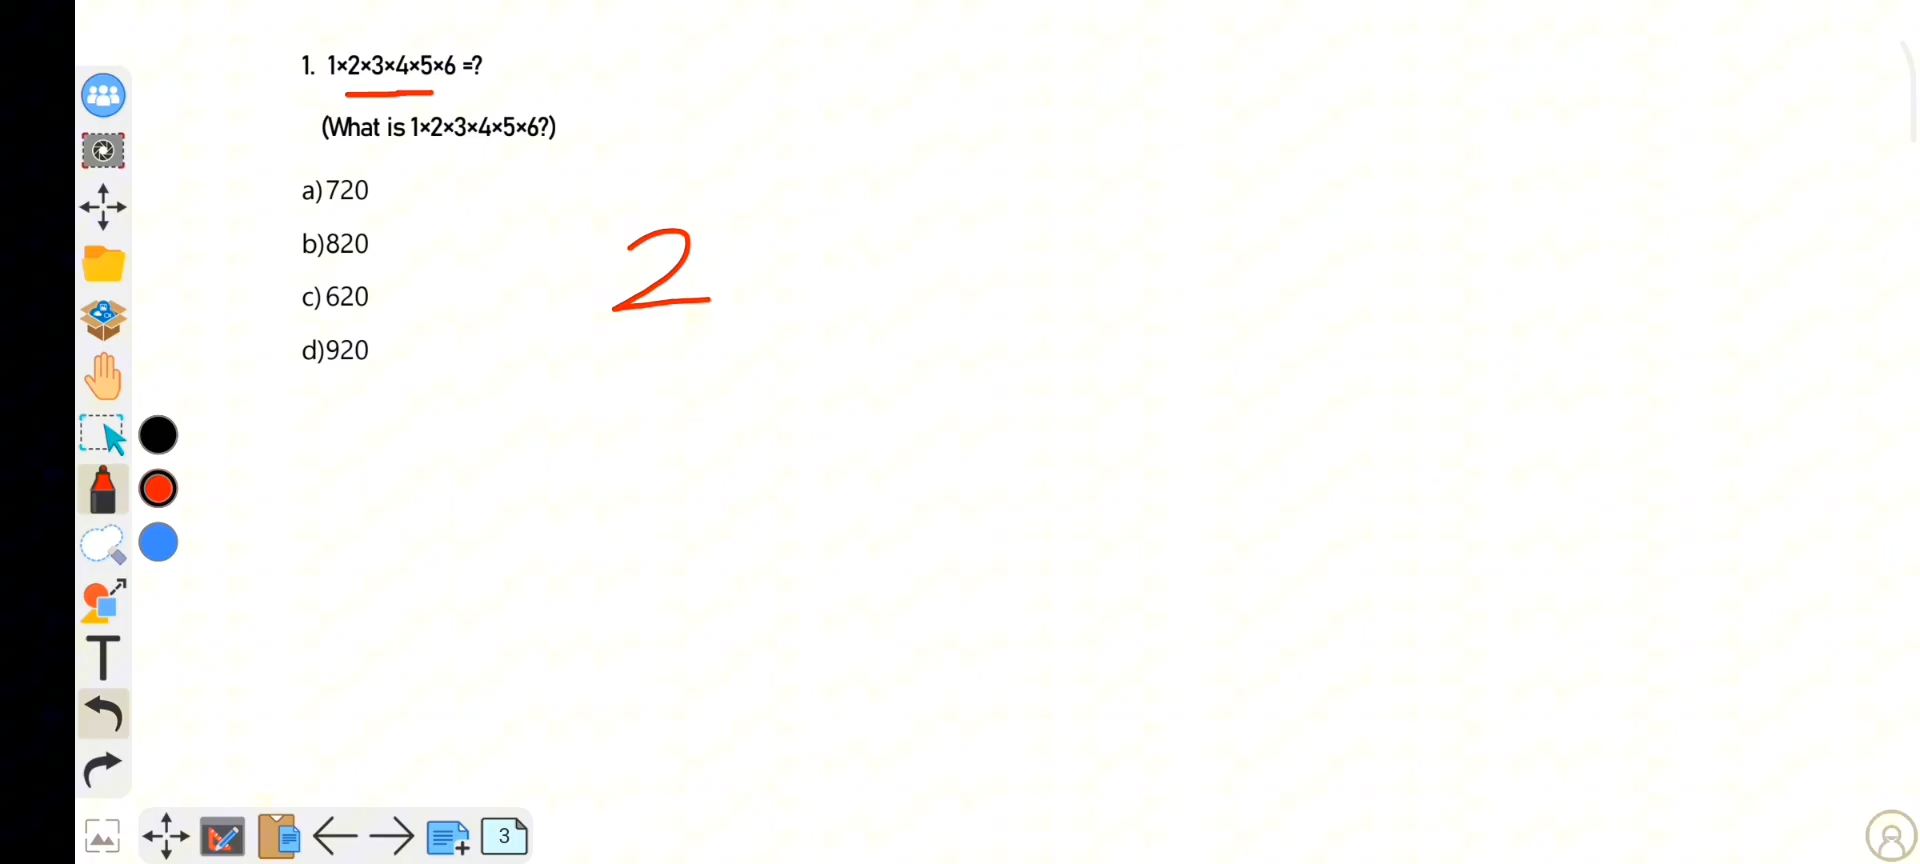 1. 1×2×3×4×5×6 =?
(What is 1×2×3×4×5×6?)
a)720
b)820
c)620
d)920
2
T
3